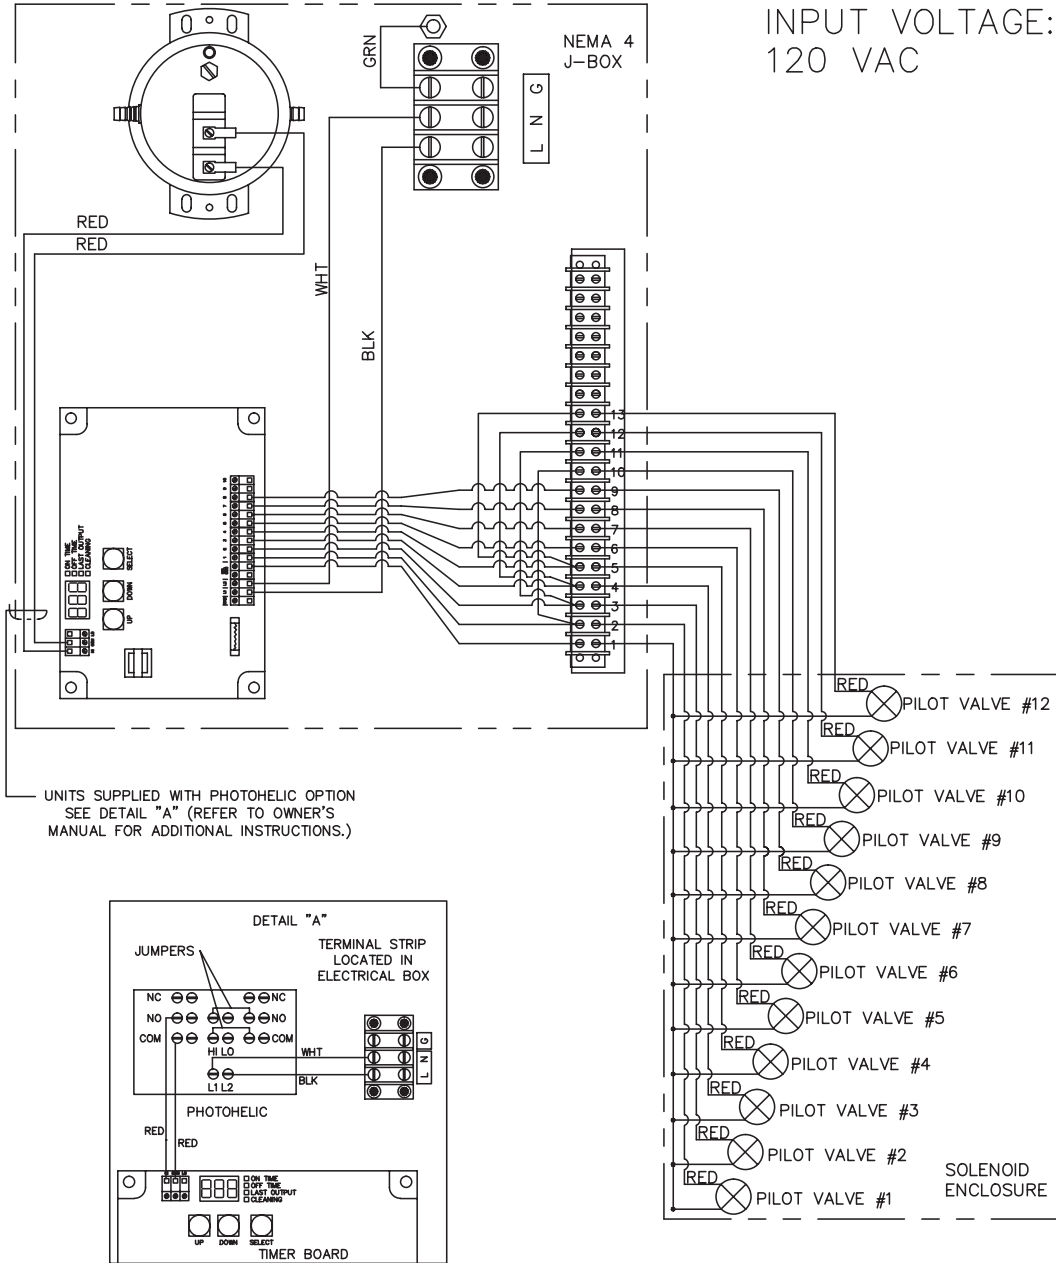 INPUT VOLTAGE:
120 VAC
GRN
NEMA 4
J-BOX
L N G
RED
RED
WHT
BLK
13
12
11
10
9
8
7
6
5
4
3
2
1
ON TIME
OFF TIME
LAST OUTPUT
CLEANING
SELECT
DOWN
UP
RED
PILOT VALVE #12
RED
PILOT VALVE #11
RED
PILOT VALVE #10
RED
PILOT VALVE #9
RED
PILOT VALVE #8
RED
PILOT VALVE #7
RED
PILOT VALVE #6
RED
PILOT VALVE #5
RED
PILOT VALVE #4
RED
PILOT VALVE #3
RED
PILOT VALVE #2
RED
PILOT VALVE #1
SOLENOID
ENCLOSURE
UNITS SUPPLIED WITH PHOTOHELIC OPTION
SEE DETAIL "A" (REFER TO OWNER'S
MANUAL FOR ADDITIONAL INSTRUCTIONS.)
DETAIL "A"
JUMPERS
TERMINAL STRIP
LOCATED IN
ELECTRICAL BOX
NC NC
NO NO
COM COM
HI LO
L1 L2
WHT
BLK
L N G
PHOTOHELIC
RED
RED
ON TIME
OFF TIME
LAST OUTPUT
CLEANING
UP DOWN SELECT
TIMER BOARD